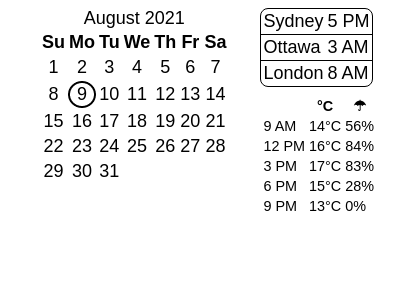 August 2021
Su Mo Tu We Th Fr Sa
1 2 3 4 5 6 7
8 9 10 11 12 13 14
15 16 17 18 19 20 21
22 23 24 25 26 27 28
29 30 31
Sydney 5 PM
Ottawa 3 AM
London 8 AM
°C ☂
9 AM 14°C 56%
12 PM 16°C 84%
3 PM 17°C 83%
6 PM 15°C 28%
9 PM 13°C 0%